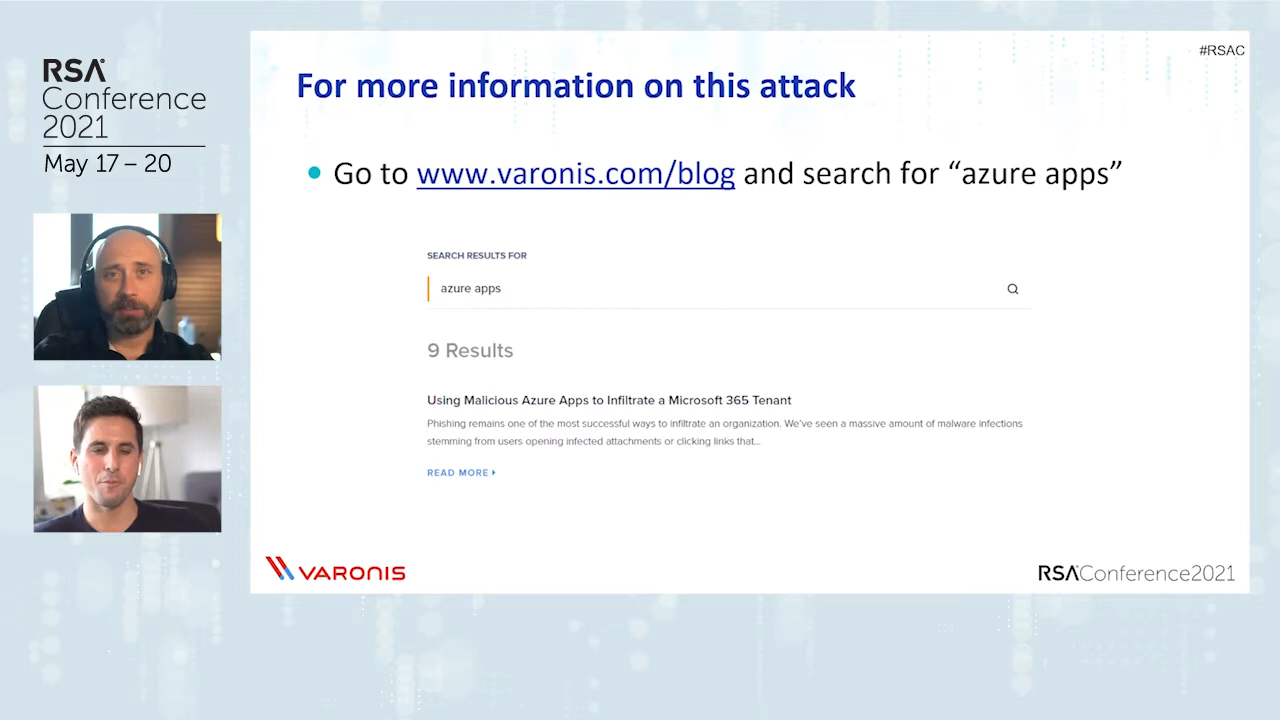 RSA
Conference
2021
May 17 – 20
#RSAC
For more information on this attack
• Go to www.varonis.com/blog and search for “azure apps”
SEARCH RESULTS FOR
azure apps
9 Results
Using Malicious Azure Apps to Infiltrate a Microsoft 365 Tenant
Phishing remains one of the most successful ways to infiltrate an organization. We've seen a massive amount of malware infections
stemming from users opening infected attachments or clicking links that...
READ MORE
VARONIS
RSAConference2021